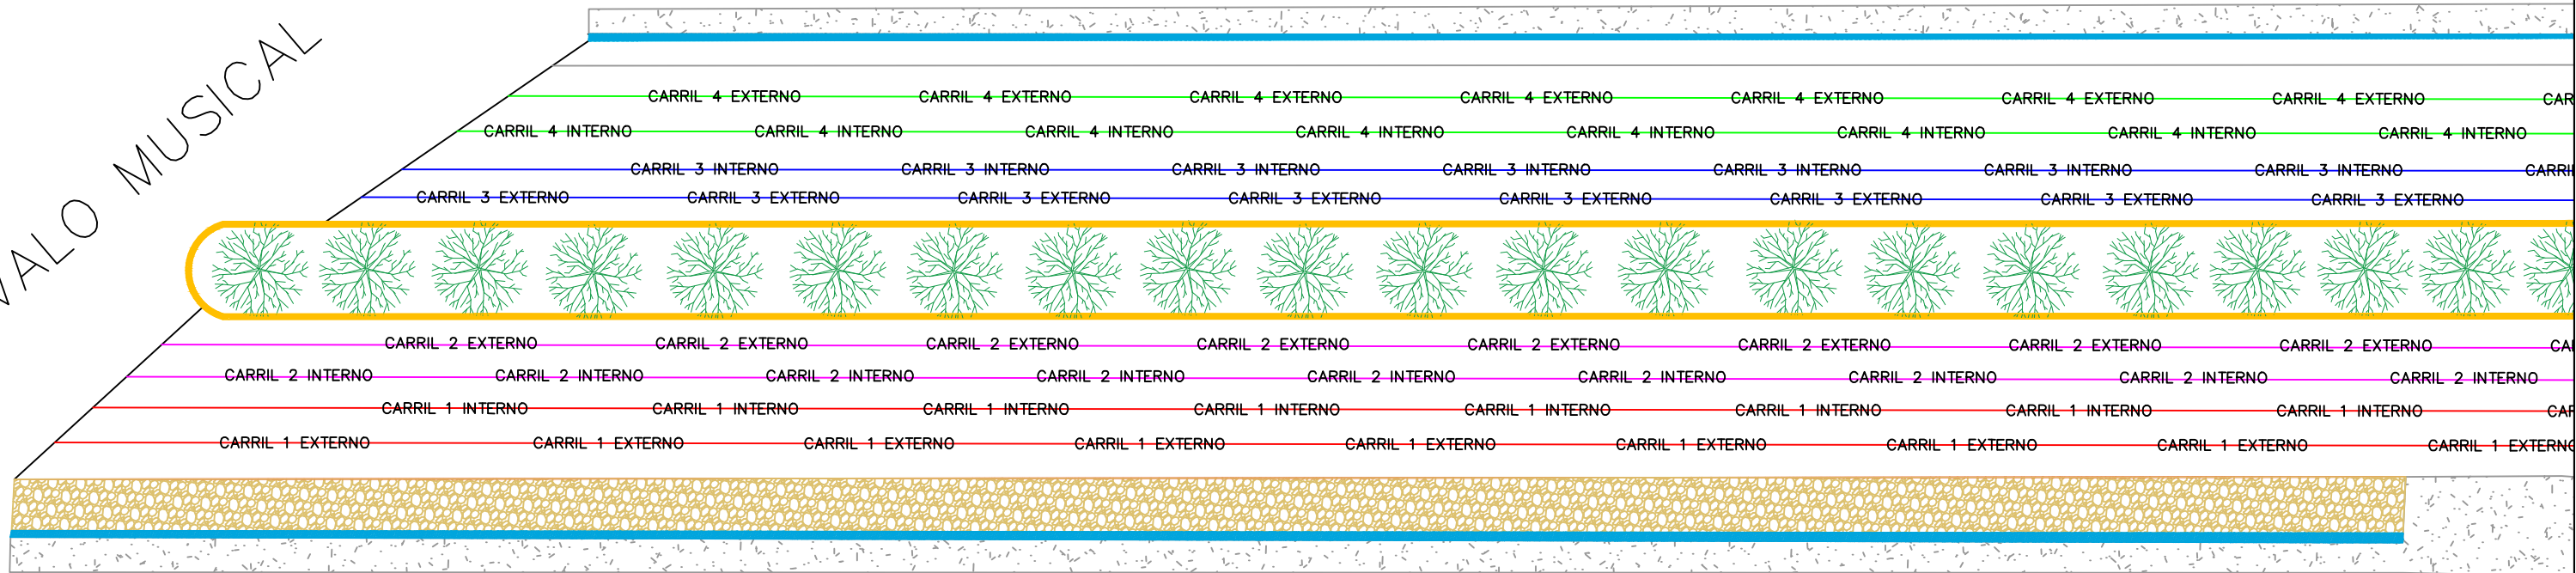 VALO MUSICAL
CARRIL 4 EXTERNO CARRIL 4 EXTERNO CARRIL 4 EXTERNO CARRIL 4 EXTERNO CARRIL 4 EXTERNO CARRIL 4 EXTERNO CARRIL 4 EXTERNO CAR
CARRIL 4 INTERNO CARRIL 4 INTERNO CARRIL 4 INTERNO CARRIL 4 INTERNO CARRIL 4 INTERNO CARRIL 4 INTERNO CARRIL 4 INTERNO CARRIL 4 INTERNO
CARRIL 3 INTERNO CARRIL 3 INTERNO CARRIL 3 INTERNO CARRIL 3 INTERNO CARRIL 3 INTERNO CARRIL 3 INTERNO CARRIL 3 INTERNO CARRI
CARRIL 3 EXTERNO CARRIL 3 EXTERNO CARRIL 3 EXTERNO CARRIL 3 EXTERNO CARRIL 3 EXTERNO CARRIL 3 EXTERNO CARRIL 3 EXTERNO CARRIL 3 EXTERNO
CARRIL 2 EXTERNO CARRIL 2 EXTERNO CARRIL 2 EXTERNO CARRIL 2 EXTERNO CARRIL 2 EXTERNO CARRIL 2 EXTERNO CARRIL 2 EXTERNO CARRIL 2 EXTERNO CA
CARRIL 2 INTERNO CARRIL 2 INTERNO CARRIL 2 INTERNO CARRIL 2 INTERNO CARRIL 2 INTERNO CARRIL 2 INTERNO CARRIL 2 INTERNO CARRIL 2 INTERNO CARRIL 2 INTERNO
CARRIL 1 INTERNO CARRIL 1 INTERNO CARRIL 1 INTERNO CARRIL 1 INTERNO CARRIL 1 INTERNO CARRIL 1 INTERNO CARRIL 1 INTERNO CARRIL 1 INTERNO CAR
CARRIL 1 EXTERNO CARRIL 1 EXTERNO CARRIL 1 EXTERNO CARRIL 1 EXTERNO CARRIL 1 EXTERNO CARRIL 1 EXTERNO CARRIL 1 EXTERNO CARRIL 1 EXTERNO CARRIL 1 EXTERNO